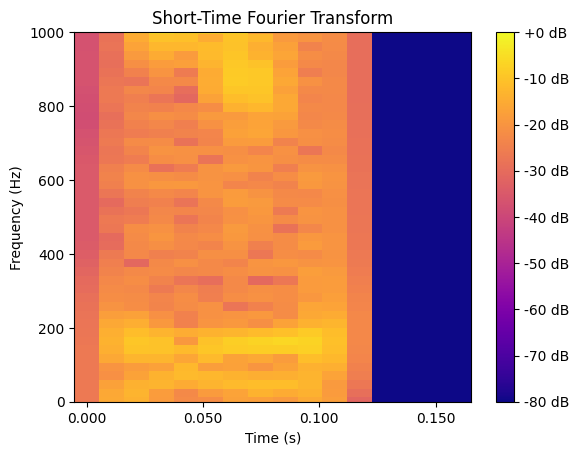 Short-Time Fourier Transform
Frequency (Hz)
1000
800
600
400
200
0
0.000
0.050
0.100
0.150
Time (s)
+0 dB
-10 dB
-20 dB
-30 dB
-40 dB
-50 dB
-60 dB
-70 dB
-80 dB